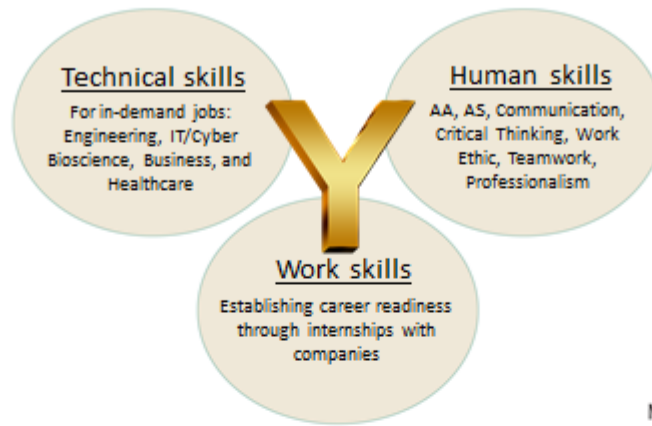 Technical skills
For in-demand jobs:
Engineering, IT/Cyber
Bioscience, Business, and
Healthcare
Human skills
AA, AS, Communication,
Critical Thinking, Work
Ethic, Teamwork,
Professionalism
Y
Work skills
Establishing career readiness
through internships with
companies